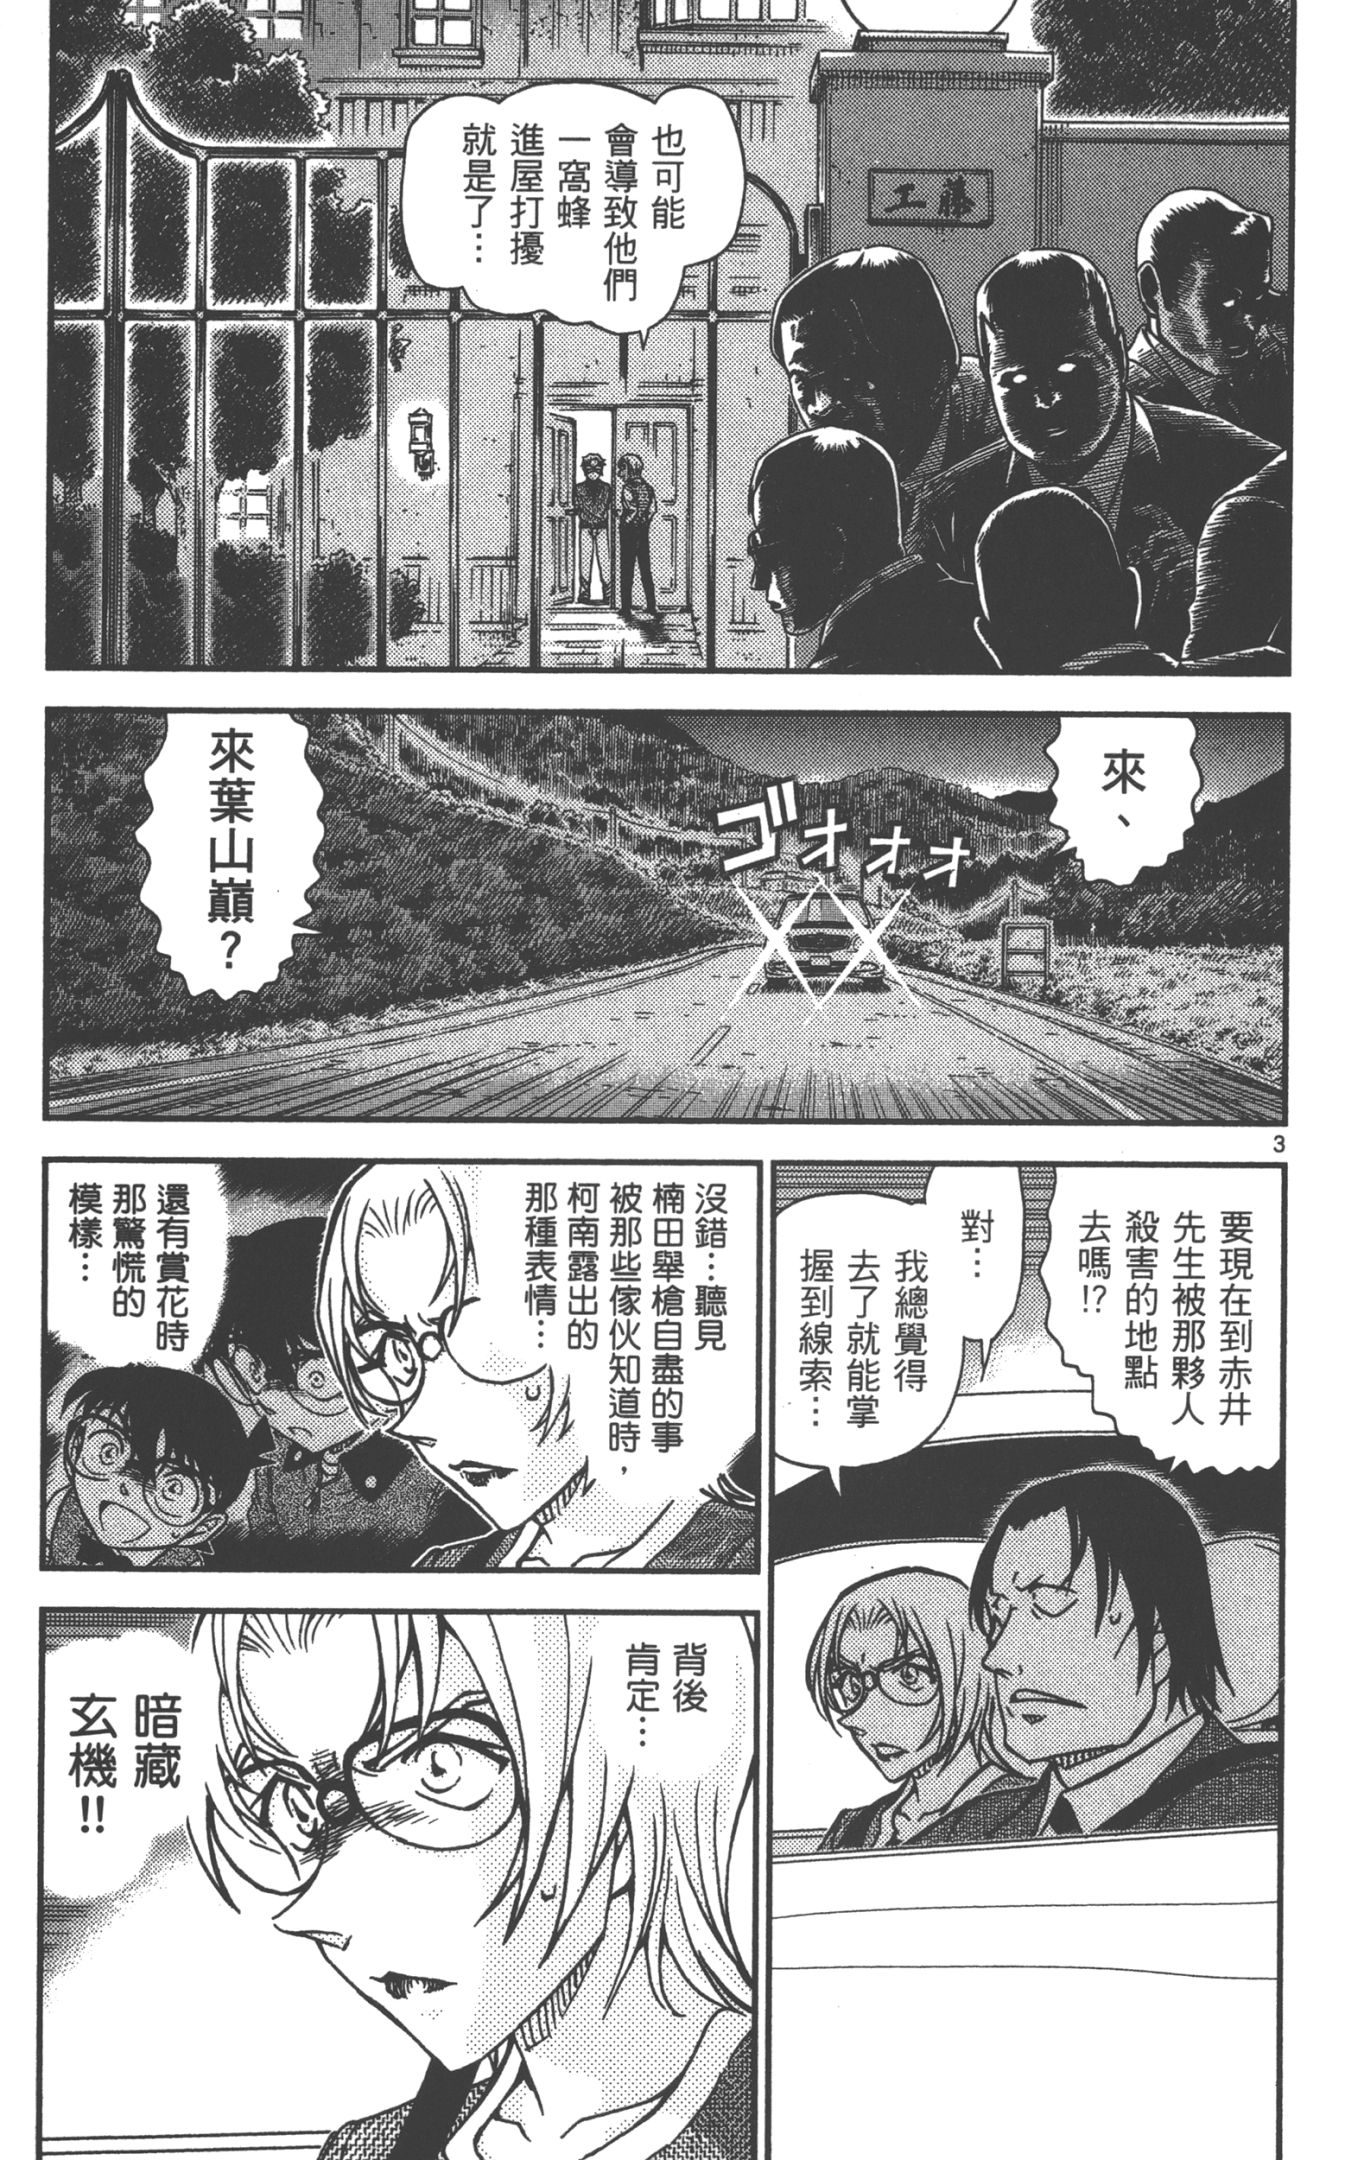 也可能
會導致他們
一窩蜂
進屋打擾
就是了…
工藤
來、
來葉山巔？
ゴオオオ
3
要現在到赤井
先生被那夥人
殺害的地點
去嗎!?
對…
我總覺得
去了就能掌
握到線索…
沒錯…聽見
楠田舉槍自盡的事
被那些傢伙知道時，
柯南露出的
那種表情…
還有賞花時
那驚慌的
模樣…
背後
肯定…
暗藏
玄機!!